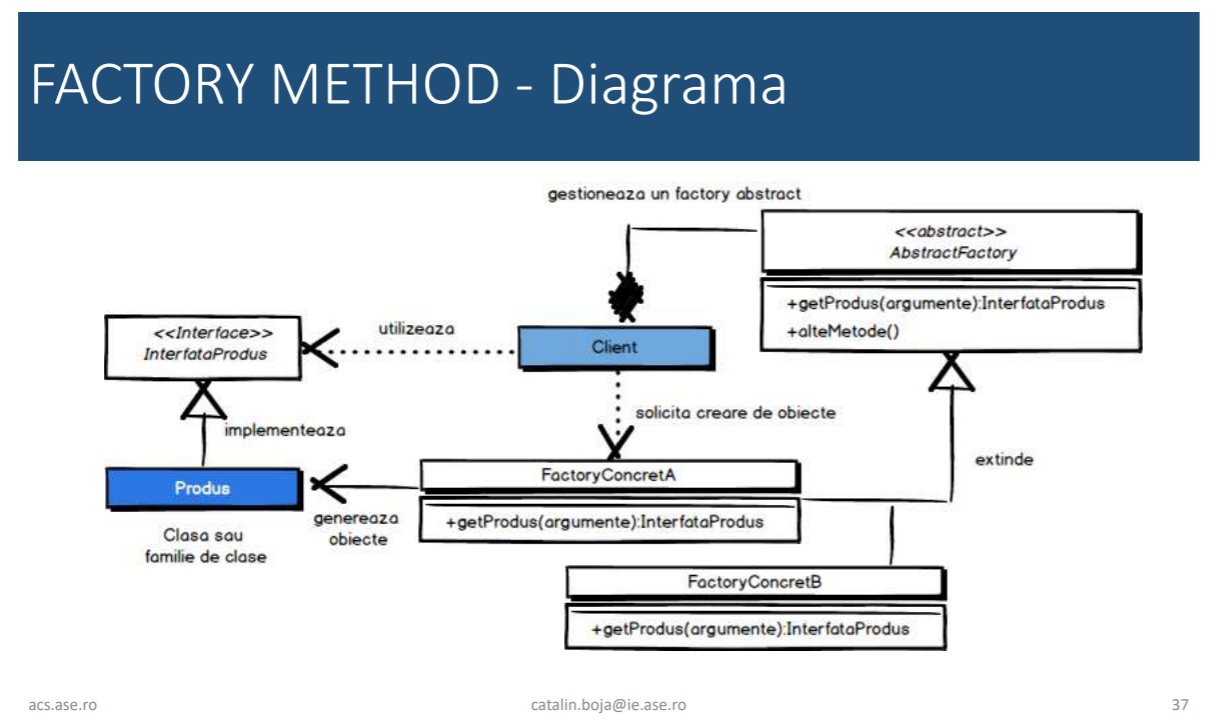 FACTORY METHOD - Diagrama
gestioneaza un factory abstract
<<abstract>>
AbstractFactory
+getProdus(argumente):InterfataProdus
+alteMetode()
<<Interface>>
InterfataProdus
utilizeaza
Client
solicita creare de obiecte
implementeaza
extinde
Produs
Clasa sau
familie de clase
genereaza
obiecte
FactoryConcretA
+getProdus(argumente):InterfataProdus
FactoryConcretB
+getProdus(argumente):InterfataProdus
acs.ase.ro
catalin.boja@ie.ase.ro
37